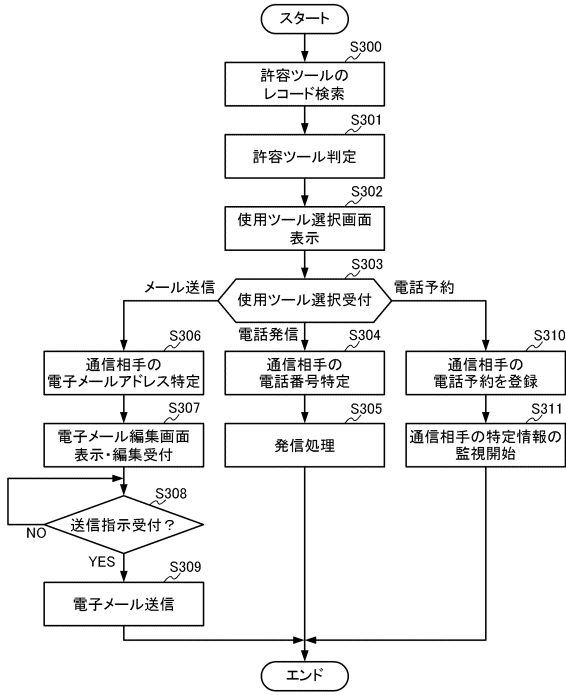 スタート
S300
許容ツールの
レコード検索
S301
許容ツール判定
S302
使用ツール選択画面
表示
S303
使用ツール選択受付
メール送信
電話発信
電話予約
S306
通信相手の
電子メールアドレス特定
S304
通信相手の
電話番号特定
S310
通信相手の
電話予約を登録
S307
電子メール編集画面
表示・編集受付
S305
発信処理
S311
通信相手の特定情報の
監視開始
S308
送信指示受付？
NO
YES
S309
電子メール送信
エンド